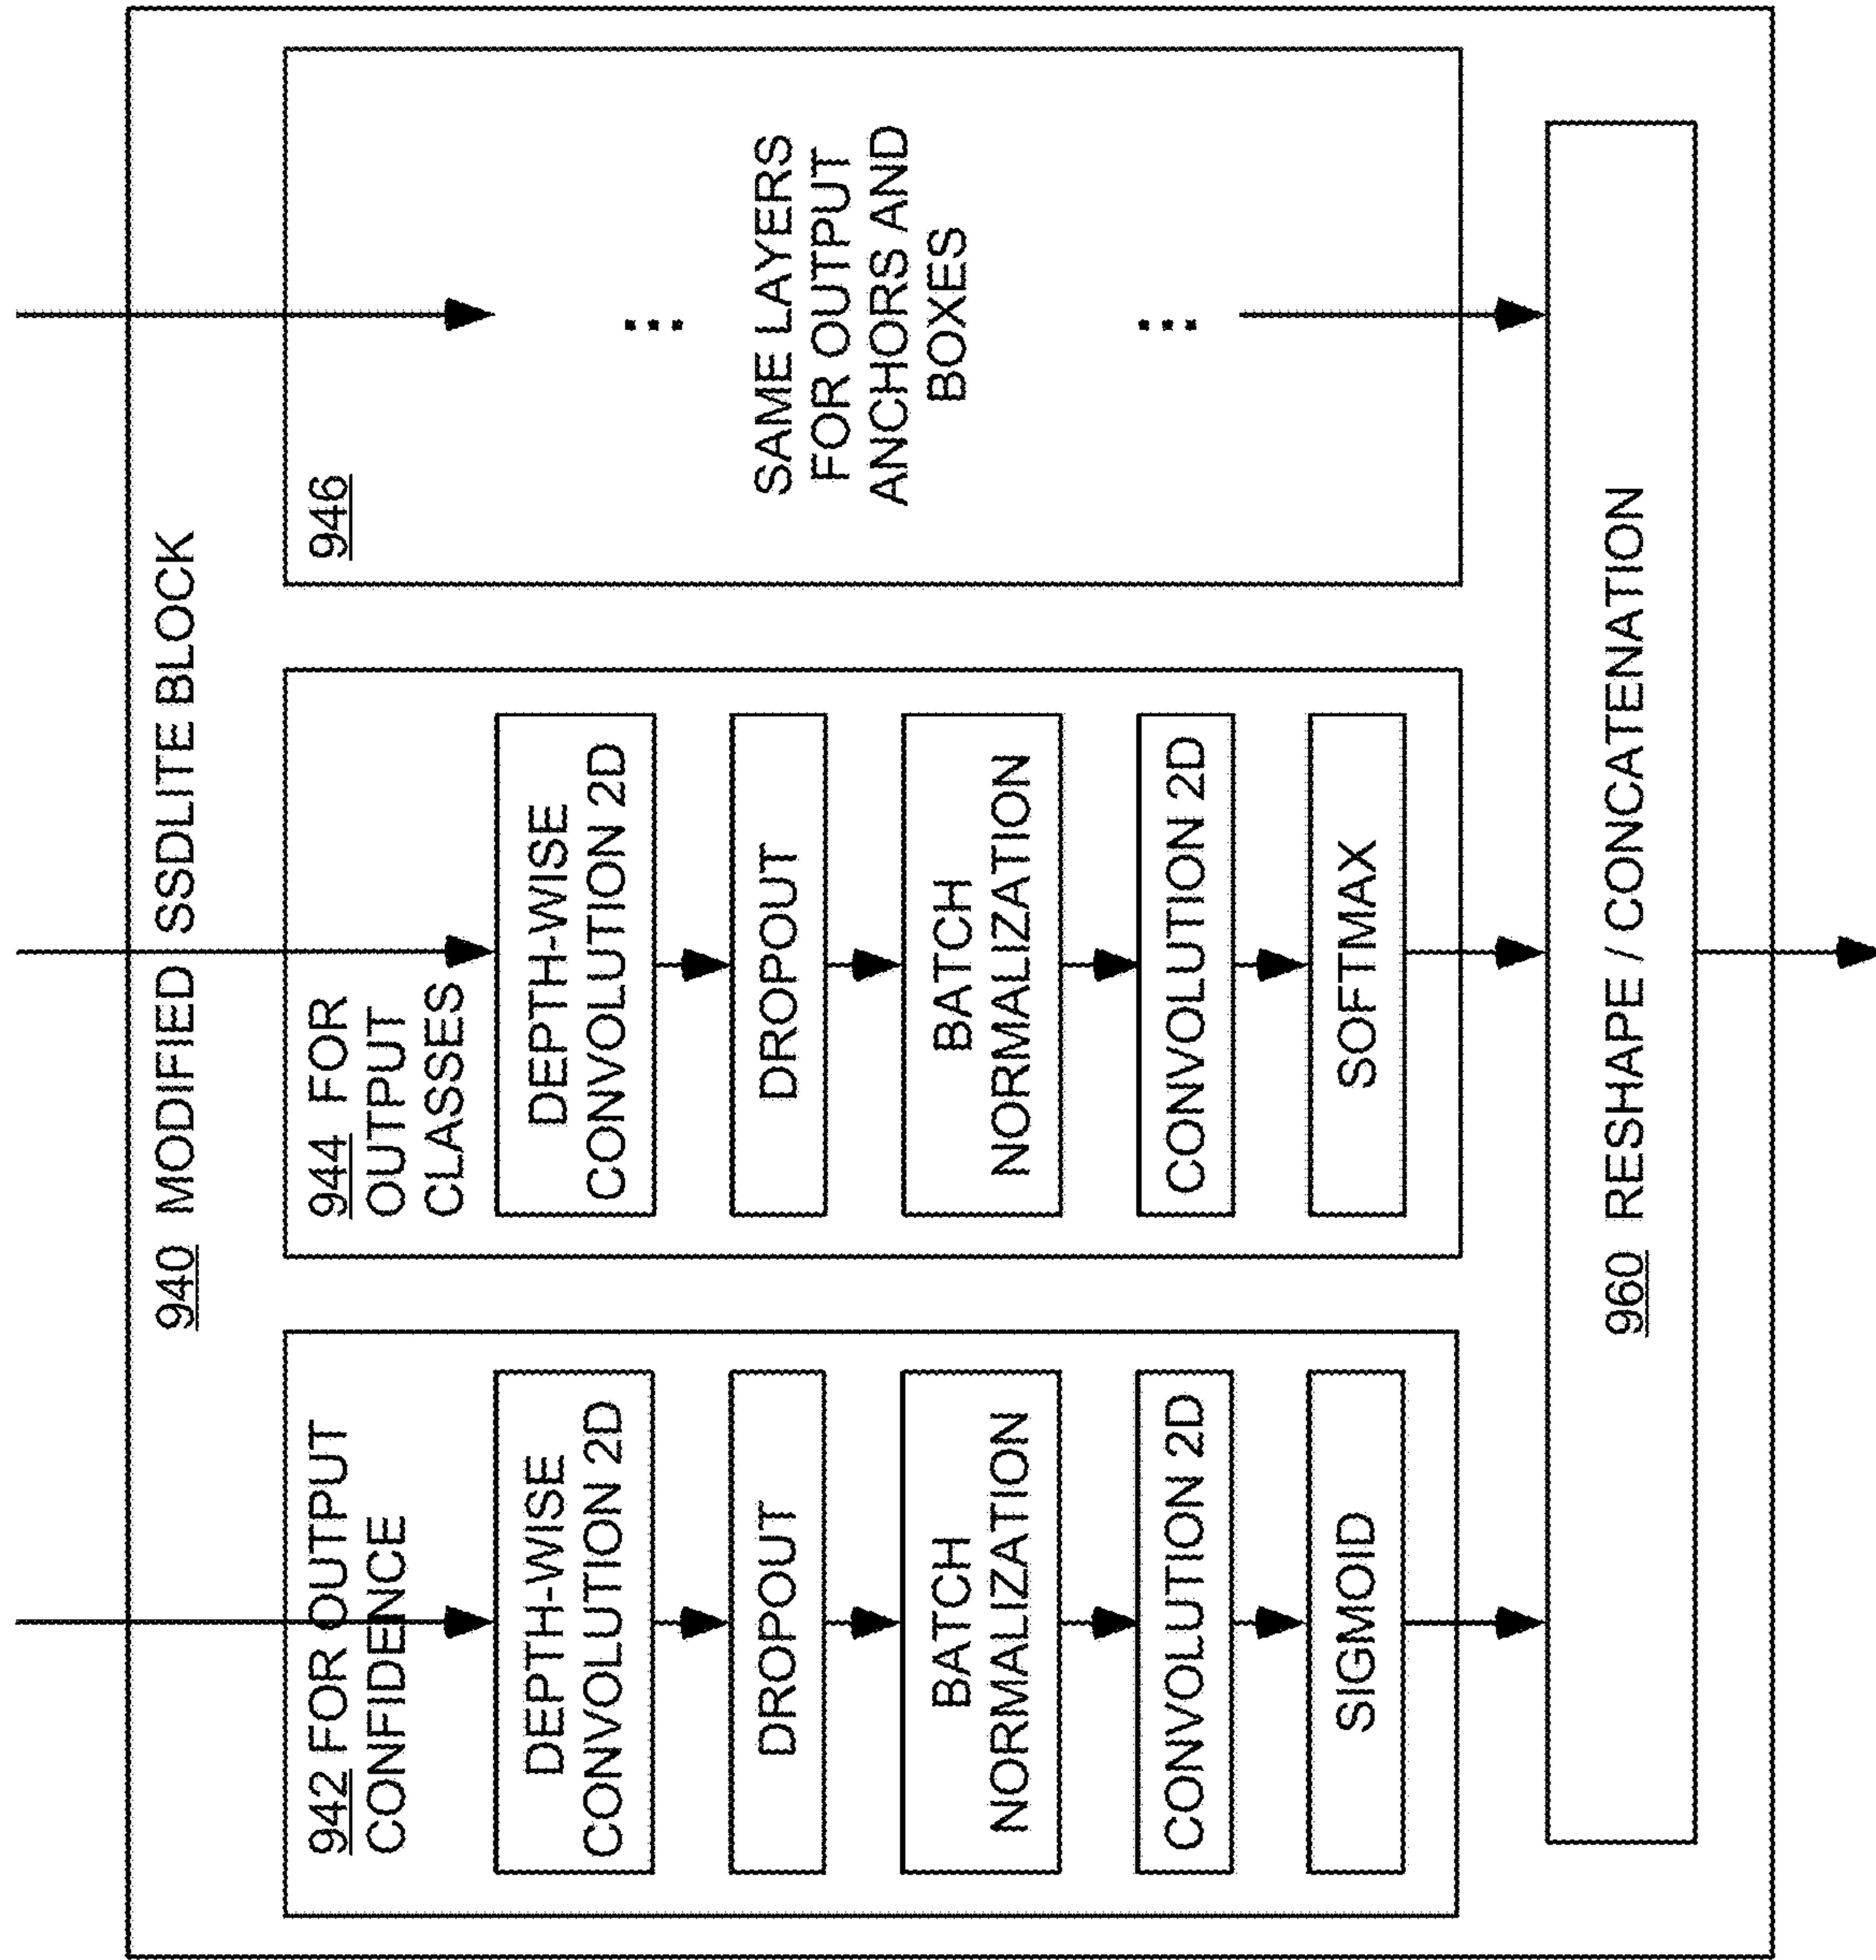 940 MODIFIED SSDLITE BLOCK
942 FOR OUTPUT
CONFIDENCE
DEPTH-WISE
CONVOLUTION 2D
DROPOUT
BATCH
NORMALIZATION
CONVOLUTION 2D
SIGMOID
944 FOR
OUTPUT
CLASSES
DEPTH-WISE
CONVOLUTION 2D
DROPOUT
BATCH
NORMALIZATION
CONVOLUTION 2D
SOFTMAX
946
...
SAME LAYERS
FOR OUTPUT
ANCHORS AND
BOXES
...
960 RESHAPE / CONCATENATION